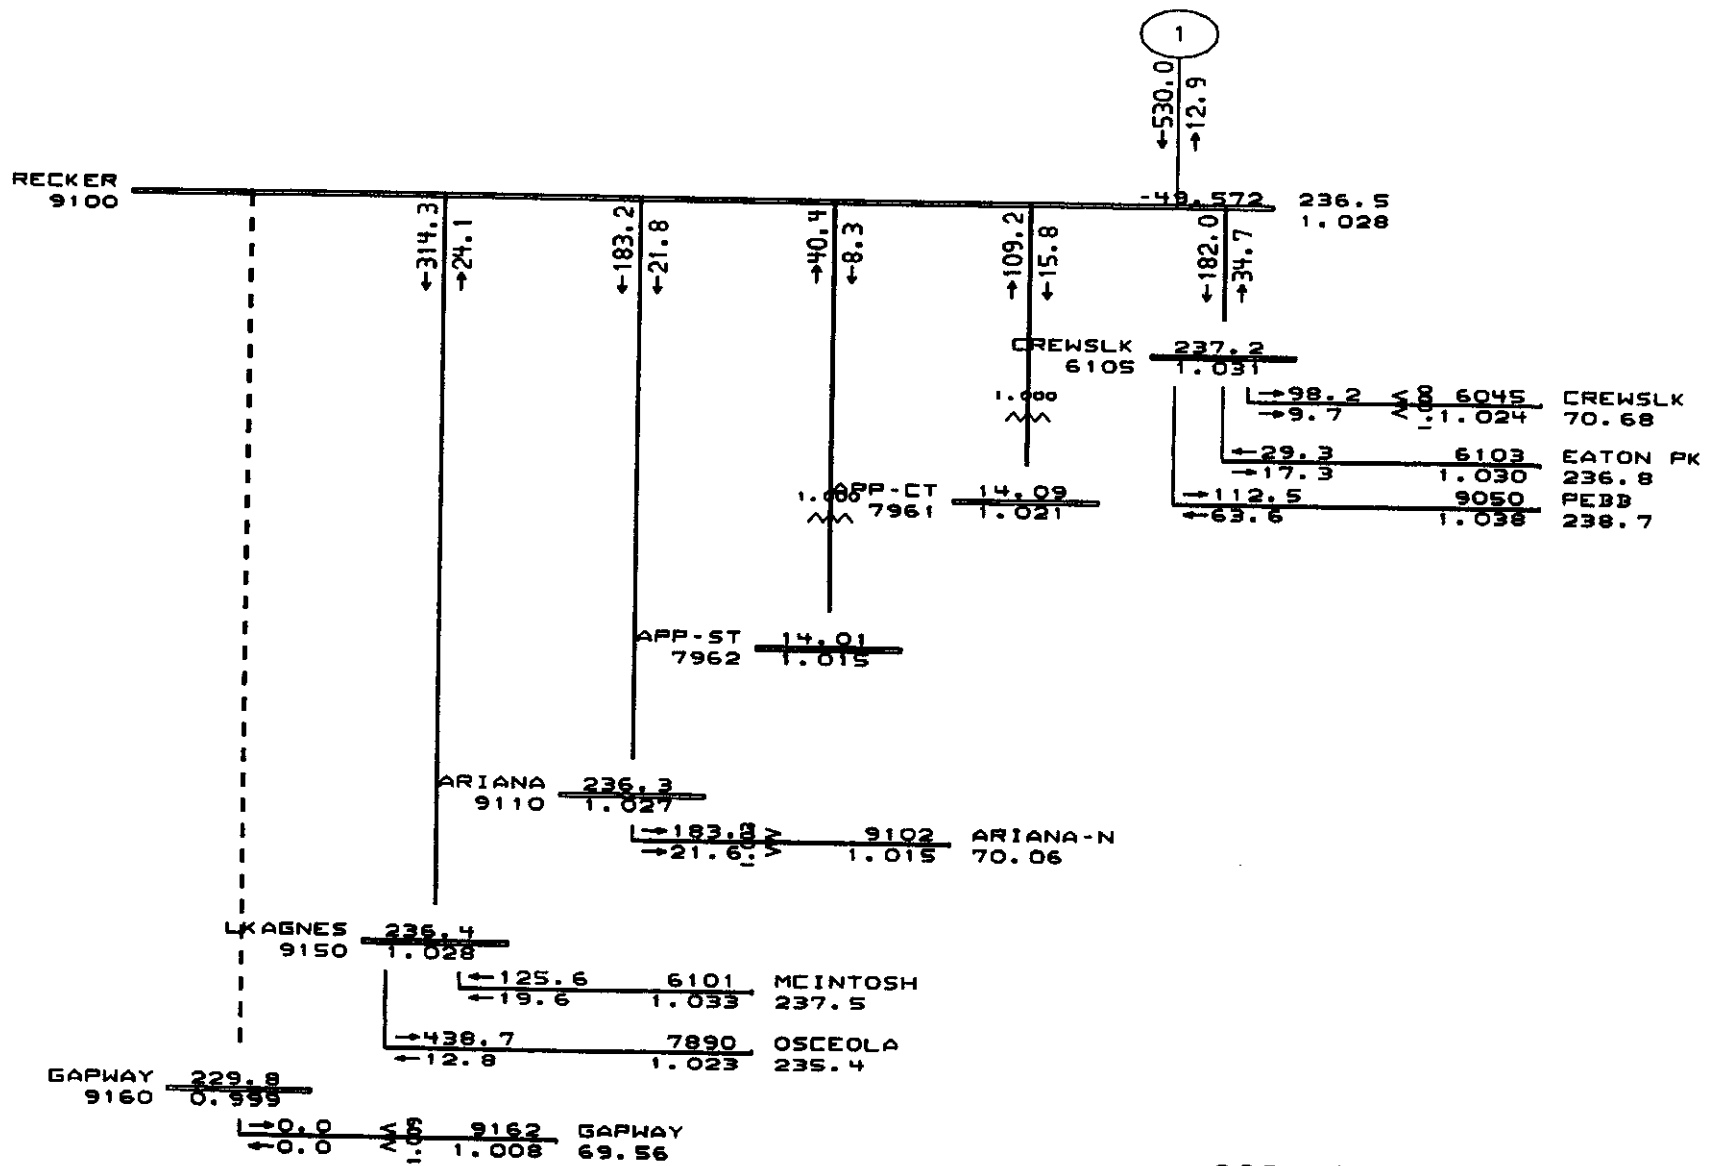 1
←530.0
→12.9
RECKER
9100
-49.572 236.5
1.028
←314.3
→24.1
←183.2
←21.8
→40.4
←8.3
→109.2
←15.8
←182.0
→34.7
CREWSLK 237.2
6105 1.031
1.000
→98.2 6045 CREWSLK
→9.7 1.024 70.68
←29.3 6103 EATON PK
→17.3 1.030 236.8
→112.5 9050 PEBB
←63.6 1.038 238.7
1.000
APP-CT 14.09
7961 1.021
APP-ST 14.01
7962 1.015
ARIANA 236.3
9110 1.027
→183.2 9102 ARIANA-N
→21.6 1.015 70.06
LKAGNES 236.4
9150 1.028
←125.6 6101 MCINTOSH
←19.6 1.033 237.5
→438.7 7890 OSCEOLA
←12.8 1.023 235.4
GAPWAY 229.8
9160 0.999
→0.0 1.009 9162 GAPWAY
←0.0 1.008 69.56